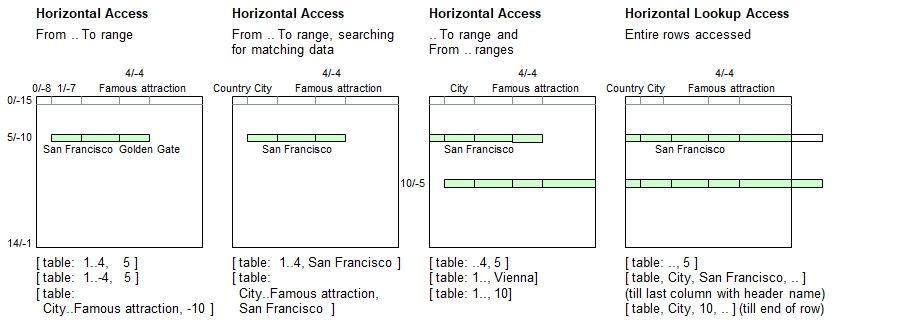 Horizontal Access
From .. To range
4/-4
0/-8 1/-7 Famous attraction
0/-15
5/-10
San Francisco Golden Gate
14/-1
[ table: 1..4, 5 ]
[ table: 1..-4, 5 ]
[ table:
City..Famous attraction, -10 ]
Horizontal Access
From .. To range, searching
for matching data
4/-4
Country City Famous attraction
San Francisco
[ table: 1..4, San Francisco ]
[ table:
City..Famous attraction,
San Francisco ]
Horizontal Access
.. To range and
From .. ranges
4/-4
City Famous attraction
San Francisco
10/-5
[ table: ..4, 5 ]
[ table: 1.., Vienna]
[ table: 1.., 10]
Horizontal Lookup Access
Entire rows accessed
4/-4
Country City Famous attraction
San Francisco
[ table: .., 5 ]
[ table, City, San Francisco, .. ]
(till last column with header name)
[ table, City, 10, .. ] (till end of row)